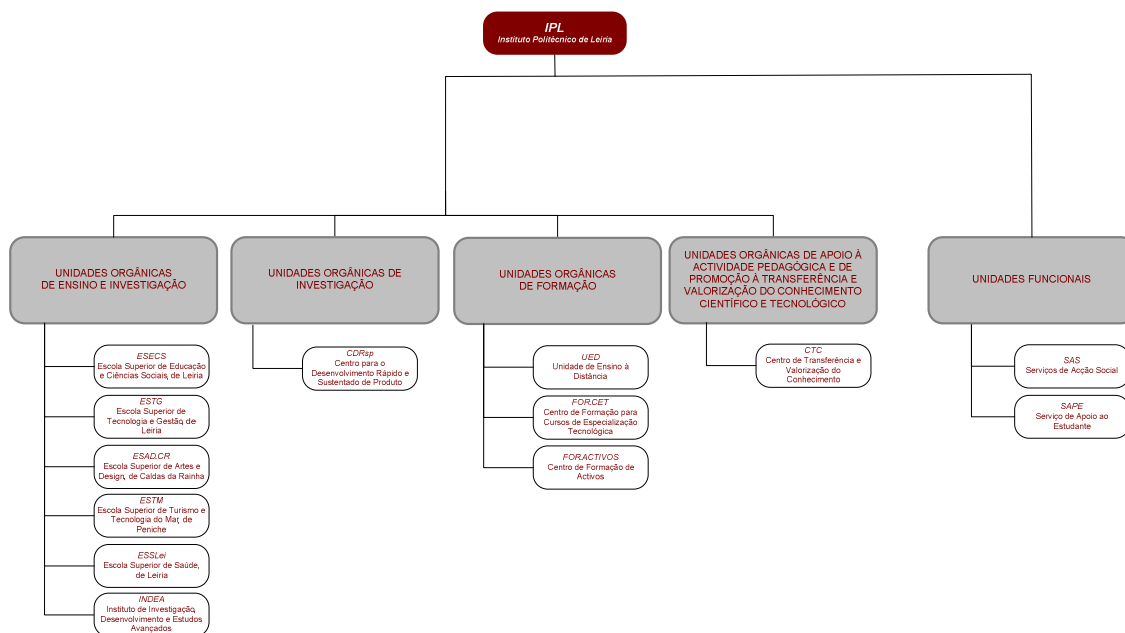 IPL
Instituto Politécnico de Leiria
UNIDADES ORGÂNICAS
DE ENSINO E INVESTIGAÇÃO
UNIDADES ORGÂNICAS DE
INVESTIGAÇÃO
UNIDADES ORGÂNICAS
DE FORMAÇÃO
UNIDADES ORGÂNICAS DE APOIO À
ACTIVIDADE PEDAGÓGICA E DE
PROMOÇÃO À TRANSFERÊNCIA E
VALORIZAÇÃO DO CONHECIMENTO
CIENTÍFICO E TECNOLÓGICO
UNIDADES FUNCIONAIS
ESECS
Escola Superior de Educação
e Ciências Sociais, de Leiria
ESTG
Escola Superior de
Tecnologia e Gestão, de
Leiria
ESAD.CR
Escola Superior de Artes e
Design, de Caldas da Rainha
ESTM
Escola Superior de Turismo e
Tecnologia do Mar, de
Peniche
ESSLei
Escola Superior de Saúde,
de Leiria
INDEA
Instituto de Investigação,
Desenvolvimento e Estudos
Avançados
CDRsp
Centro para o
Desenvolvimento Rápido e
Sustentado de Produto
UED
Unidade de Ensino à
Distância
FOR.CET
Centro de Formação para
Cursos de Especialização
Tecnológica
FOR.ACTIVOS
Centro de Formação de
Activos
CTC
Centro de Transferência e
Valorização do
Conhecimento
SAS
Serviços de Acção Social
SAPE
Serviço de Apoio ao
Estudante